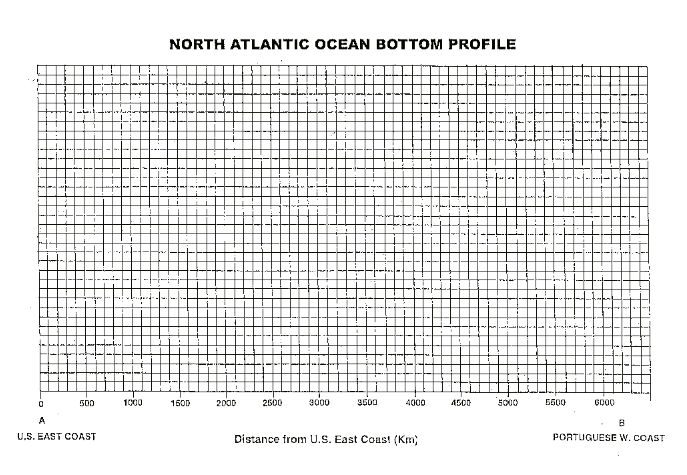 NORTH ATLANTIC OCEAN BOTTOM PROFILE
0 500 1000 1500 2000 2500 3000 3500 4000 4500 5000 5500 6000
A B
U.S. EAST COAST Distance from U.S. East Coast (Km) PORTUGUESE W. COAST